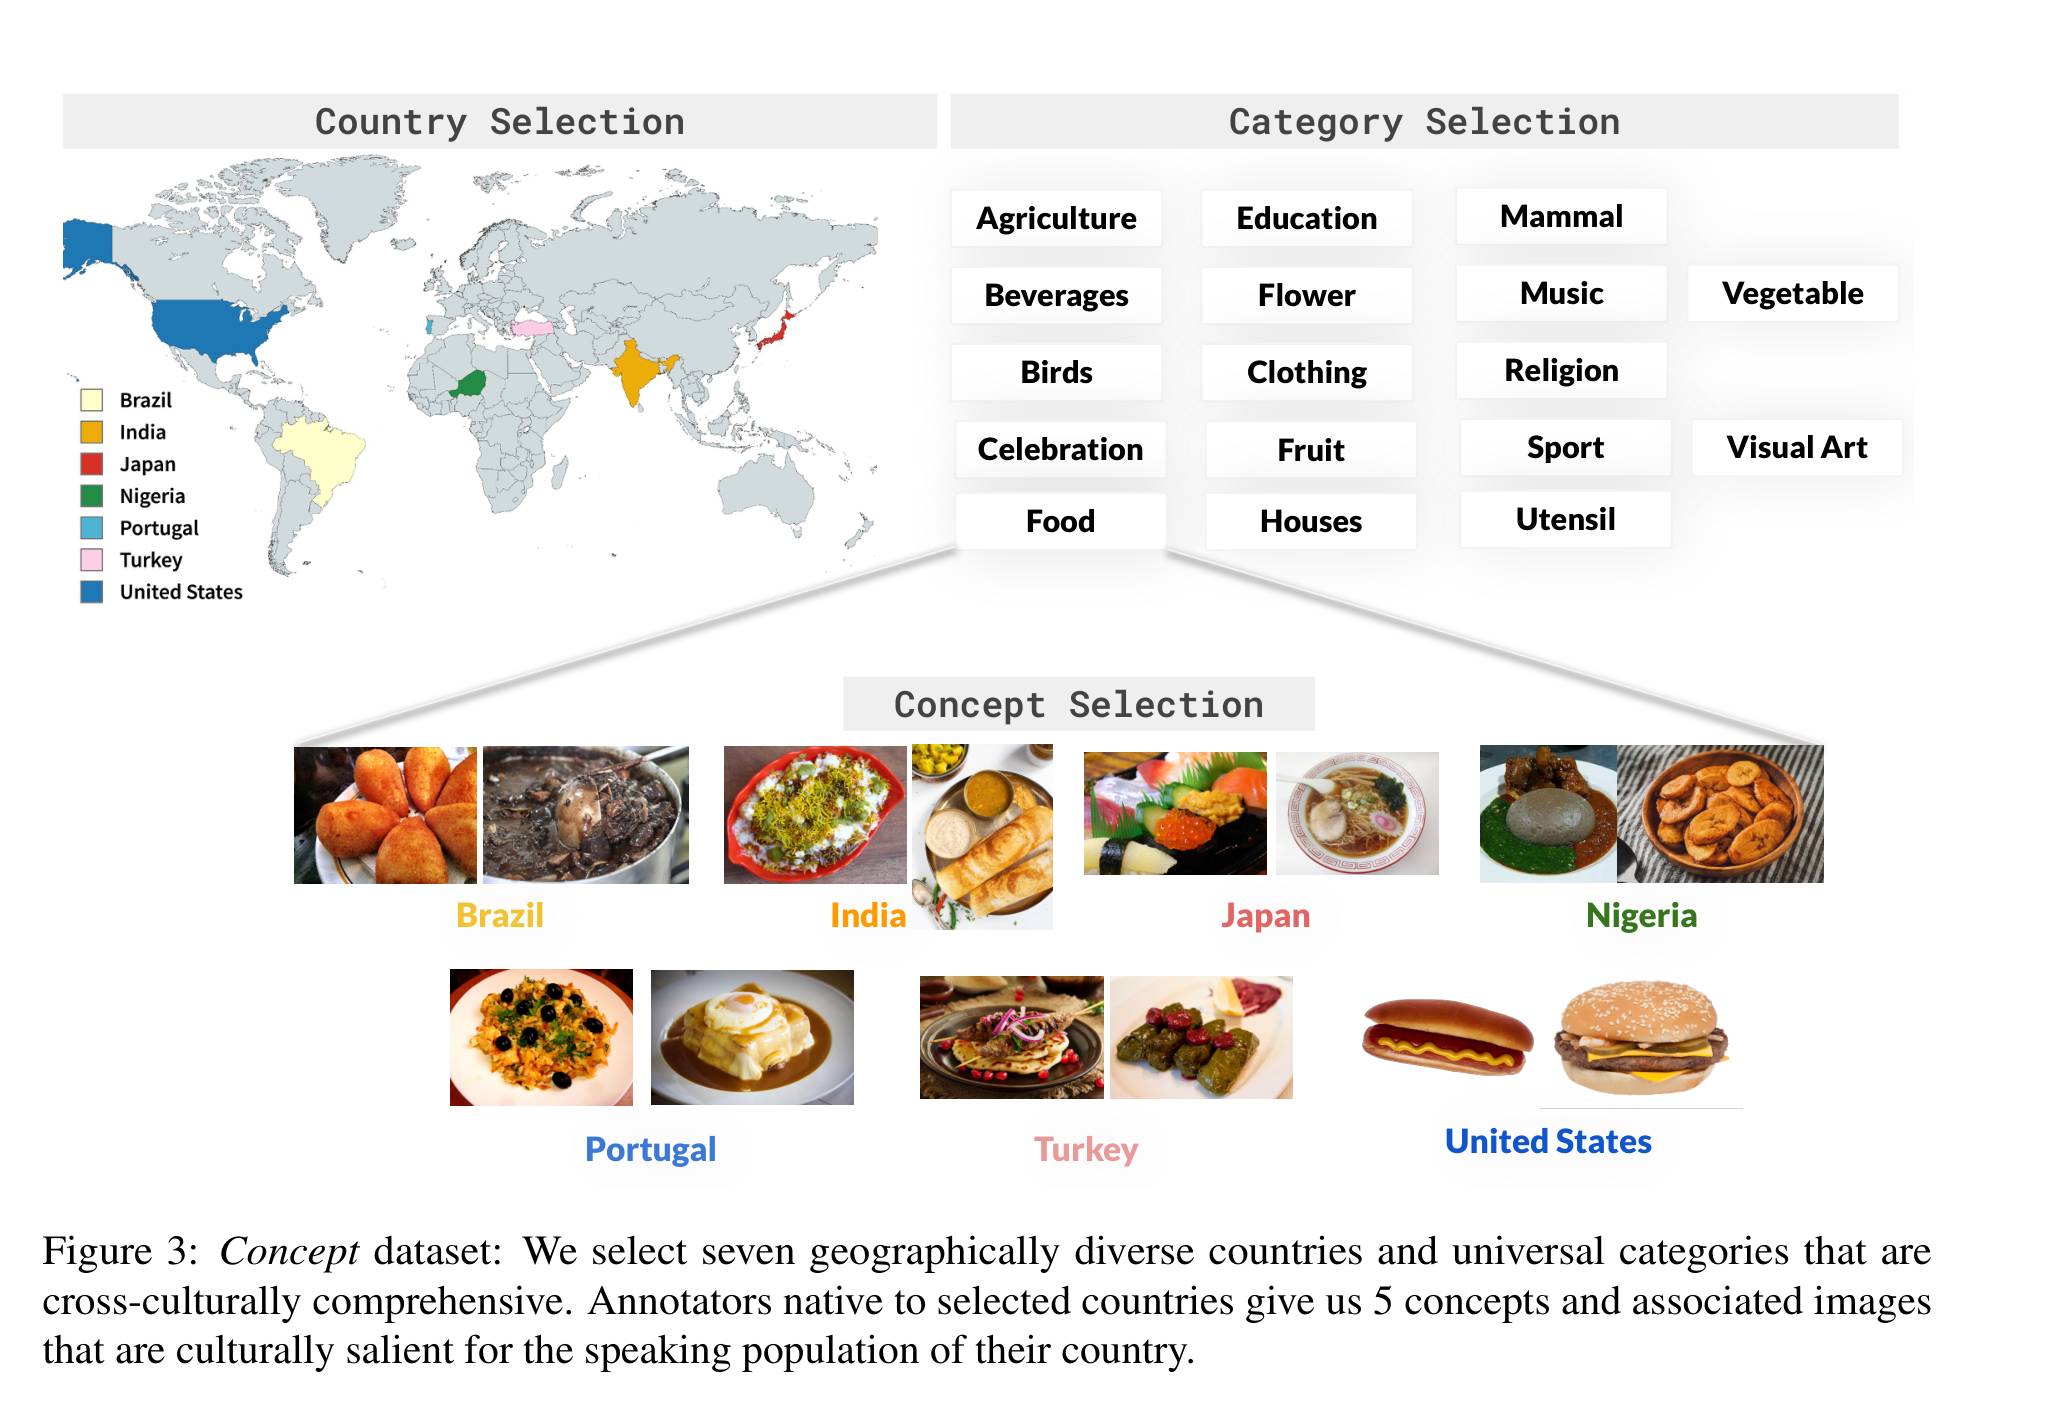 Country Selection
Category Selection
Brazil
India
Japan
Nigeria
Portugal
Turkey
United States
Agriculture
Education
Mammal
Beverages
Flower
Music
Vegetable
Birds
Clothing
Religion
Celebration
Fruit
Sport
Visual Art
Food
Houses
Utensil
Concept Selection
Brazil
India
Japan
Nigeria
Portugal
Turkey
United States
Figure 3: Concept dataset: We select seven geographically diverse countries and universal categories that are
cross-culturally comprehensive. Annotators native to selected countries give us 5 concepts and associated images
that are culturally salient for the speaking population of their country.